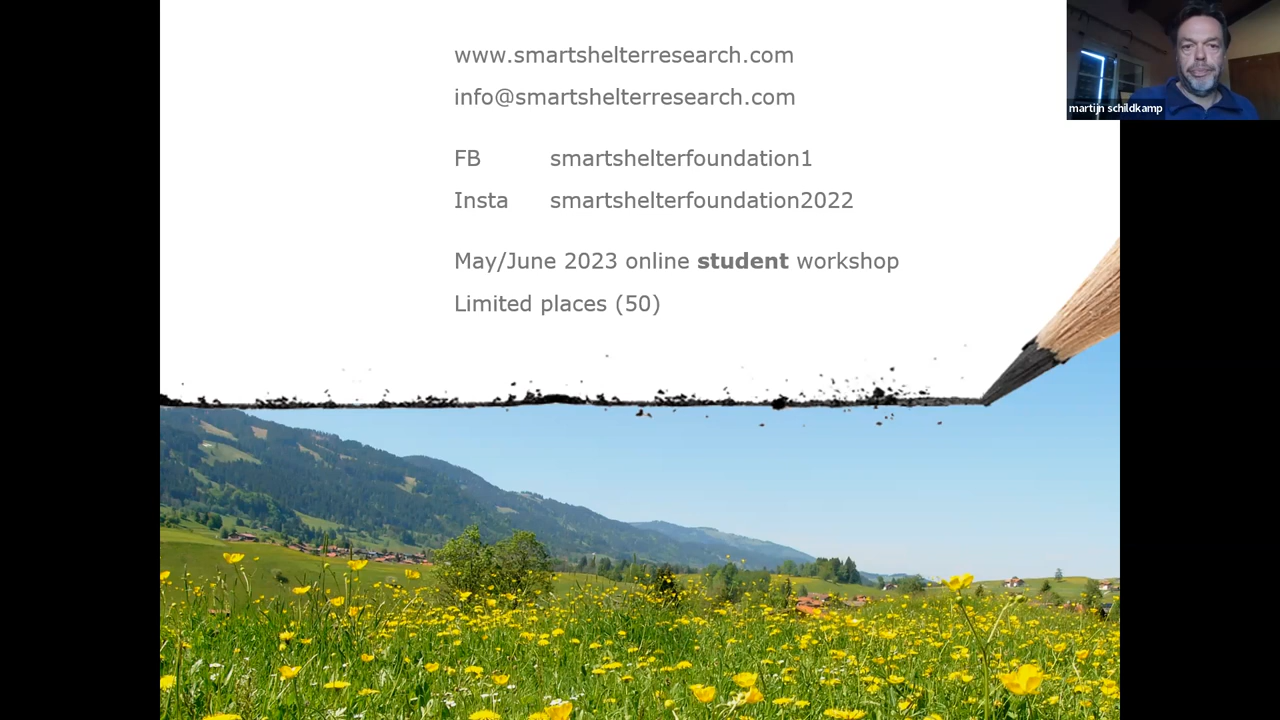 www.smartshelterresearch.com
info@smartshelterresearch.com
FB smartshelterfoundation1
Insta smartshelterfoundation2022
May/June 2023 online student workshop
Limited places (50)
martijn schildkamp